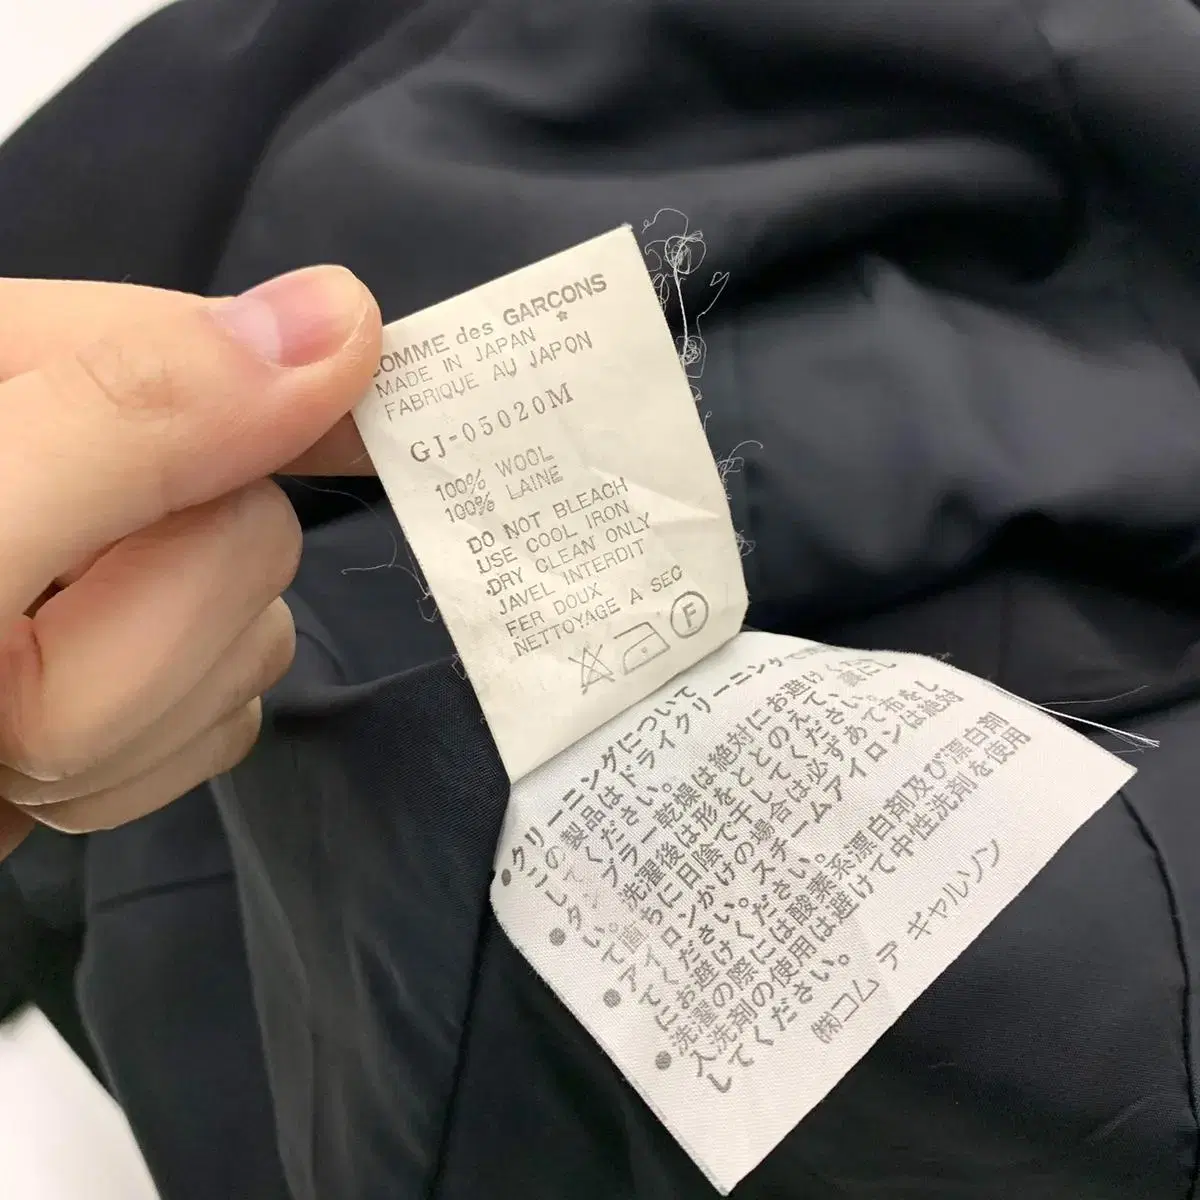 COMME des GARCONS
MADE IN JAPAN *
FABRIQUE AU JAPON
GJ-05020M
100% WOOL
100% LAINE
DO NOT BLEACH
USE COOL IRON
DRY CLEAN ONLY
JAVEL INTERDIT
FER DOUX
NETTOYAGE A SEC
F
•クリーニングについて
この製品はドライクリーニング
してください。
タンブラー乾燥は絶対にお避け
い。洗濯後は形をととのえて、裏にし
て直ちに日陰で干してください。
•アイロンかけの場合は必ずあて布をし
てください。スチームアイロンは絶対
にお避けください。
•洗濯の際には酸素系漂白剤及び漂白剤
入洗剤の使用は避けて中性洗剤を使用
してください。
㈱コム デ ギャルソン